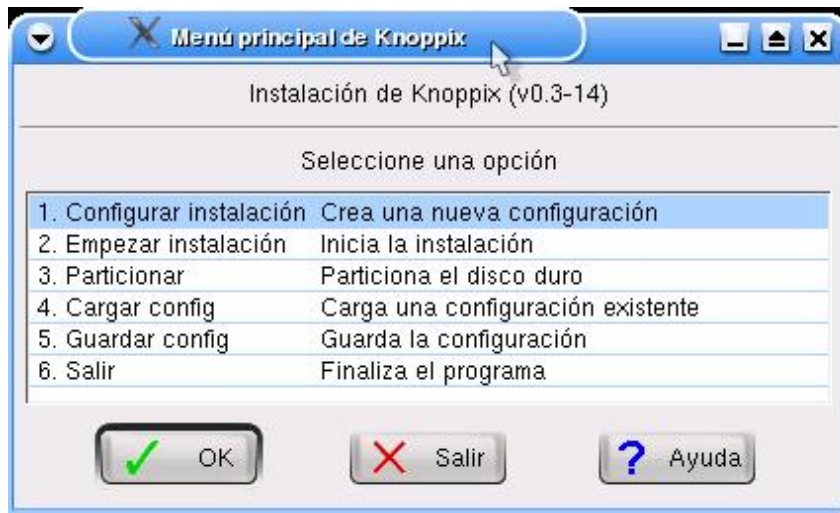 Menú principal de Knoppix
Instalación de Knoppix (v0.3-14)
Seleccione una opción
1. Configurar instalación Crea una nueva configuración
2. Empezar instalación Inicia la instalación
3. Particionar Particiona el disco duro
4. Cargar config Carga una configuración existente
5. Guardar config Guarda la configuración
6. Salir Finaliza el programa
OK Salir Ayuda